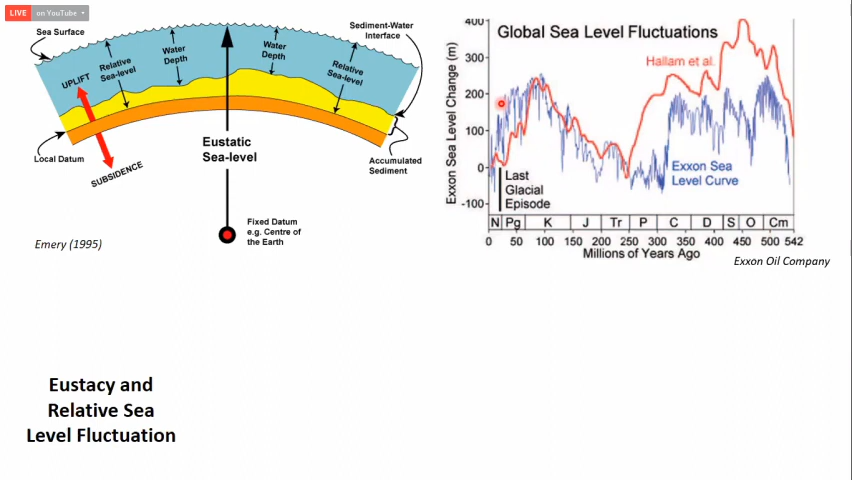 LIVE on YouTube
Sea Surface
Sediment-Water
Interface
UPLIFT
Relative
Sea-level
Water
Depth
Water
Depth
Relative
Sea-level
Eustatic
Sea-level
Local Datum
SUBSIDENCE
Accumulated
Sediment
Fixed Datum
e.g. Centre of
the Earth
Emery (1995)
Global Sea Level Fluctuations
Hallam et al.
Exxon Sea
Level Curve
Last
Glacial
Episode
Exxon Sea Level Change (m)
400
300
200
100
0
-100
N Pg K J Tr P C D S O Cm
0 50 100 150 200 250 300 350 400 450 500 542
Millions of Years Ago
Exxon Oil Company
Eustacy and
Relative Sea
Level Fluctuation